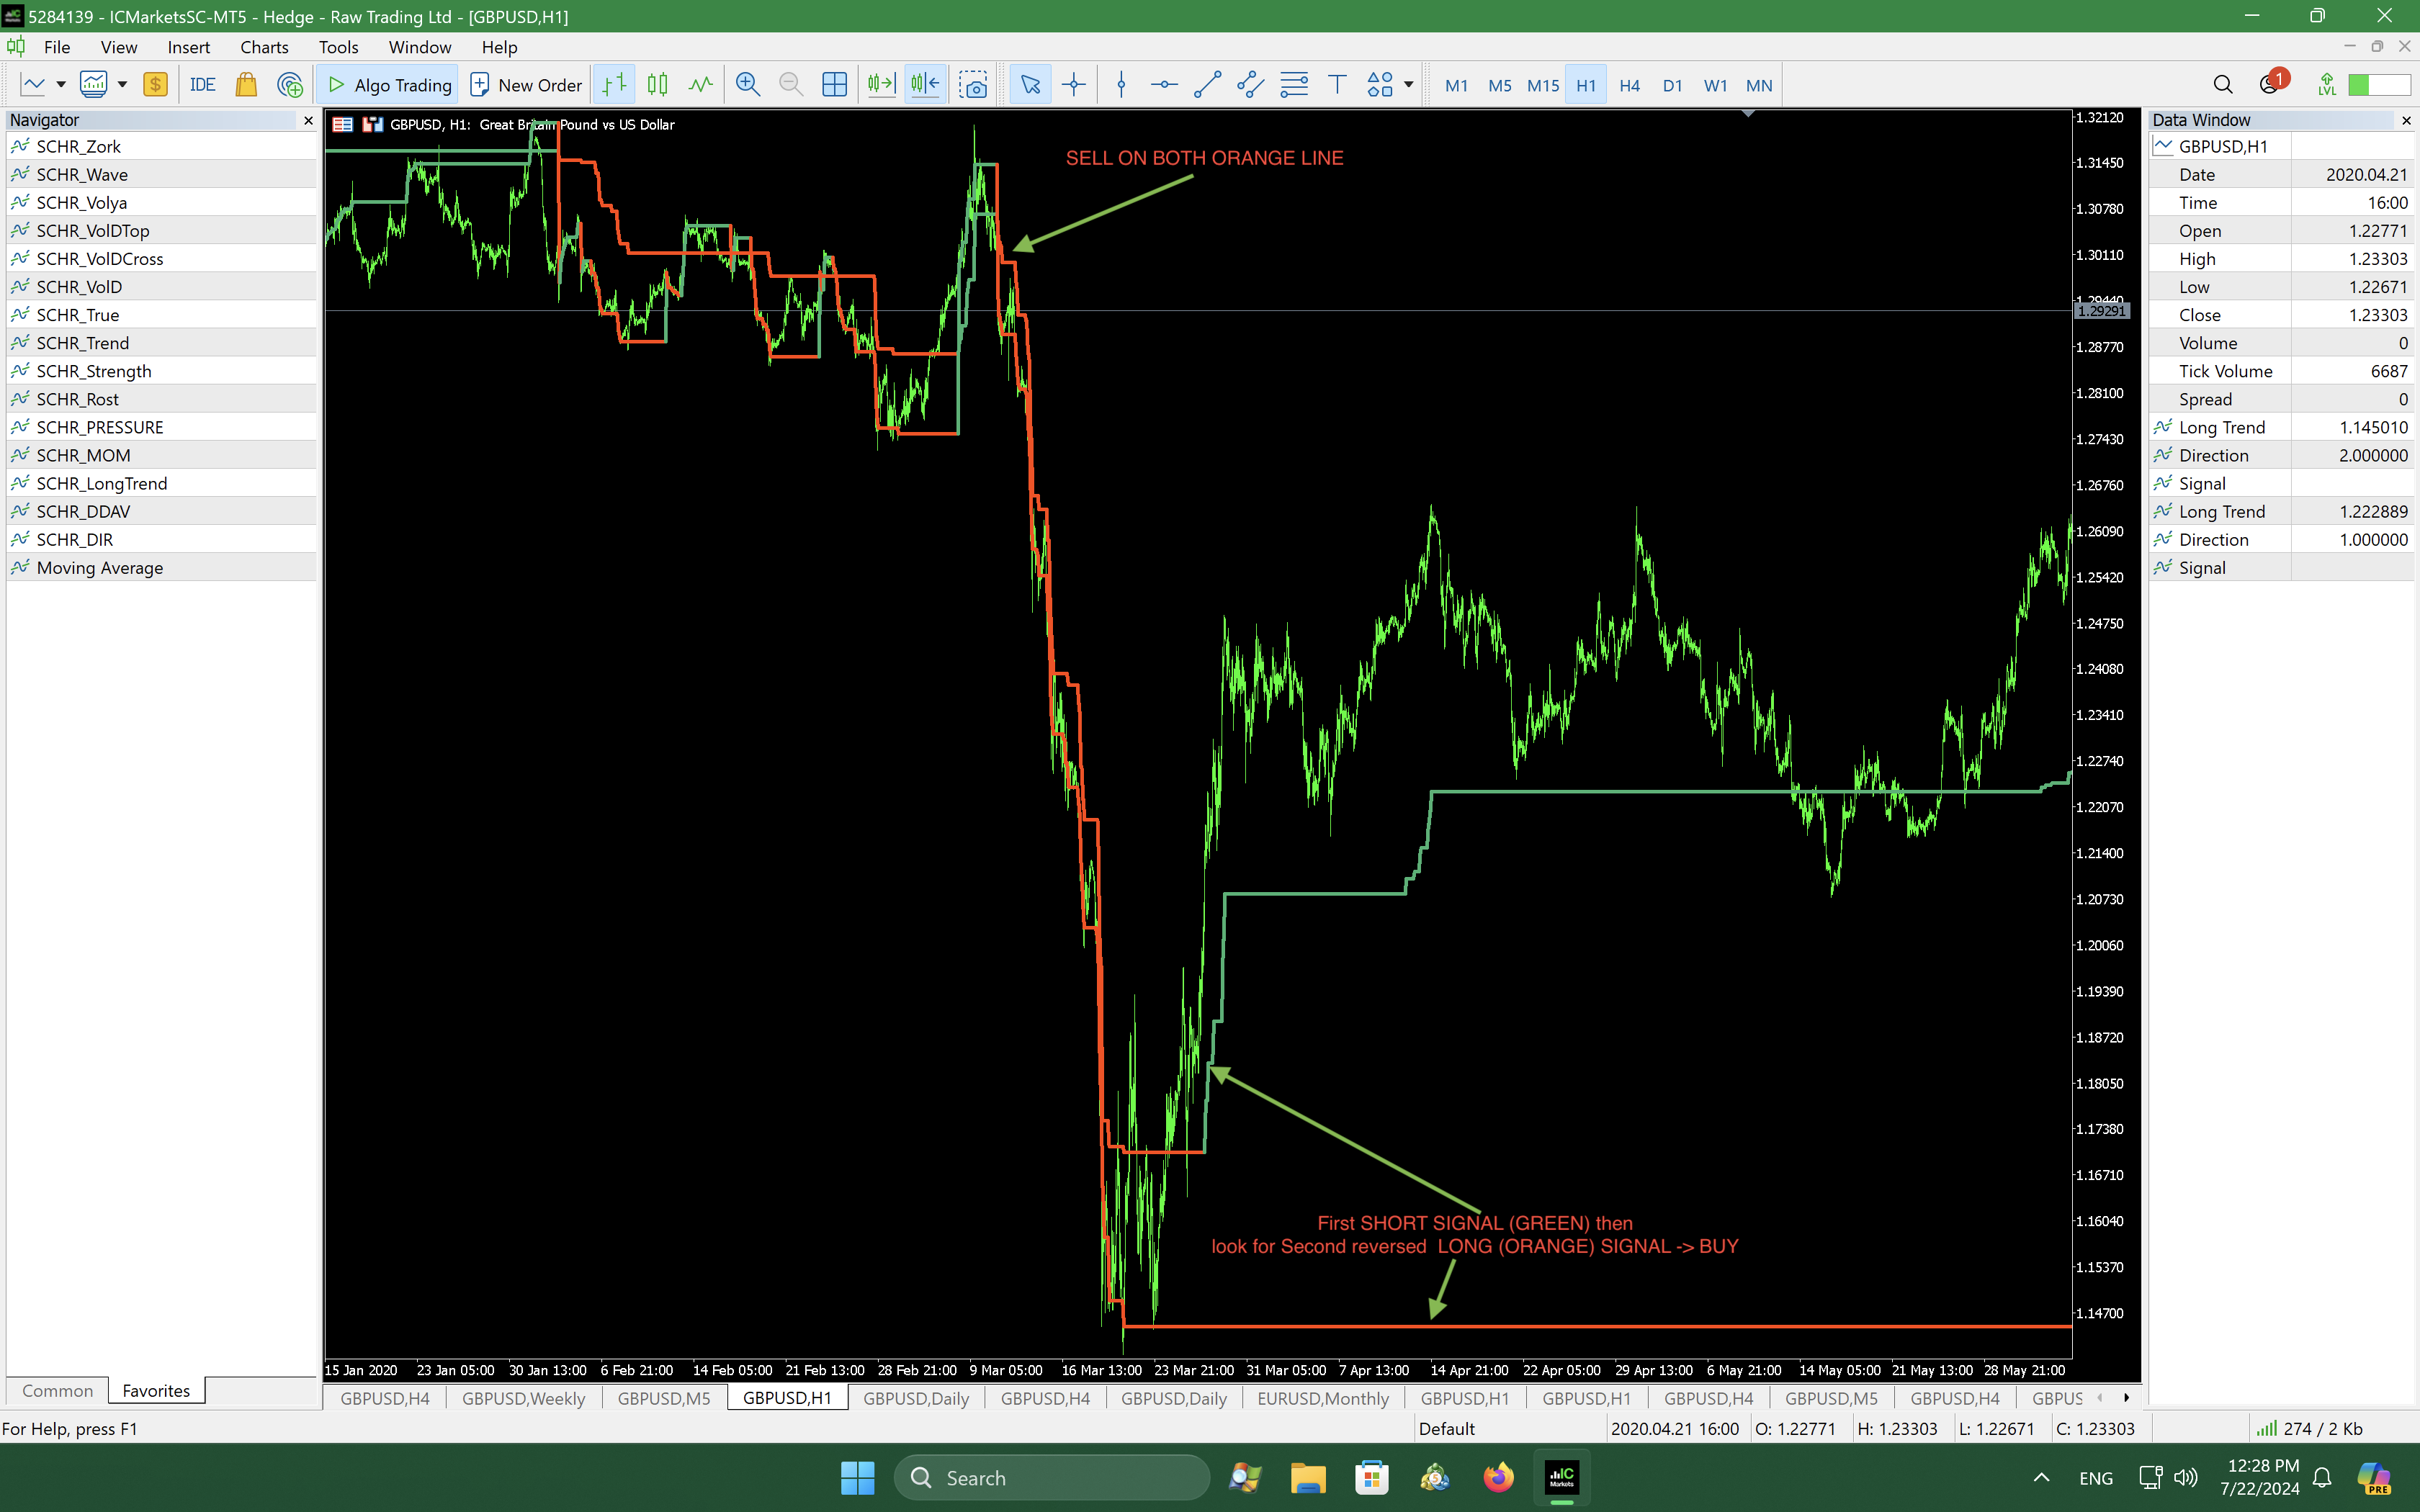 5284139 - ICMarketsSC-MT5 - Hedge - Raw Trading Ltd - [GBPUSD,H1]
File View Insert Charts Tools Window Help
IDE Algo Trading New Order M1 M5 M15 H1 H4 D1 W1 MN 1 LVL
Navigator
SCHR_Zork
SCHR_Wave
SCHR_Volya
SCHR_VolDTop
SCHR_VolDCross
SCHR_VolD
SCHR_True
SCHR_Trend
SCHR_Strength
SCHR_Rost
SCHR_PRESSURE
SCHR_MOM
SCHR_LongTrend
SCHR_DDAV
SCHR_DIR
Moving Average
Common Favorites
GBPUSD, H1: Great Britain Pound vs US Dollar
SELL ON BOTH ORANGE LINE
First SHORT SIGNAL (GREEN) then
look for Second reversed LONG (ORANGE) SIGNAL -> BUY
1.32120
1.31450
1.30780
1.30110
1.29440
1.29291
1.28770
1.28100
1.27430
1.26760
1.26090
1.25420
1.24750
1.24080
1.23410
1.22740
1.22070
1.21400
1.20730
1.20060
1.19390
1.18720
1.18050
1.17380
1.16710
1.16040
1.15370
1.14700
15 Jan 2020 23 Jan 05:00 30 Jan 13:00 6 Feb 21:00 14 Feb 05:00 21 Feb 13:00 28 Feb 21:00 9 Mar 05:00 16 Mar 13:00 23 Mar 21:00 31 Mar 05:00 7 Apr 13:00 14 Apr 21:00 22 Apr 05:00 29 Apr 13:00 6 May 21:00 14 May 05:00 21 May 13:00 28 May 21:00
GBPUSD,H4 GBPUSD,Weekly GBPUSD,M5 GBPUSD,H1 GBPUSD,Daily GBPUSD,H4 GBPUSD,Daily EURUSD,Monthly GBPUSD,H1 GBPUSD,H1 GBPUSD,H4 GBPUSD,M5 GBPUSD,H4 GBPUS
Data Window
GBPUSD,H1
Date 2020.04.21
Time 16:00
Open 1.22771
High 1.23303
Low 1.22671
Close 1.23303
Volume 0
Tick Volume 6687
Spread 0
Long Trend 1.145010
Direction 2.000000
Signal
Long Trend 1.222889
Direction 1.000000
Signal
For Help, press F1 Default 2020.04.21 16:00 O: 1.22771 H: 1.23303 L: 1.22671 C: 1.23303 274 / 2 Kb
Search IC Markets ENG 12:28 PM PRE
7/22/2024